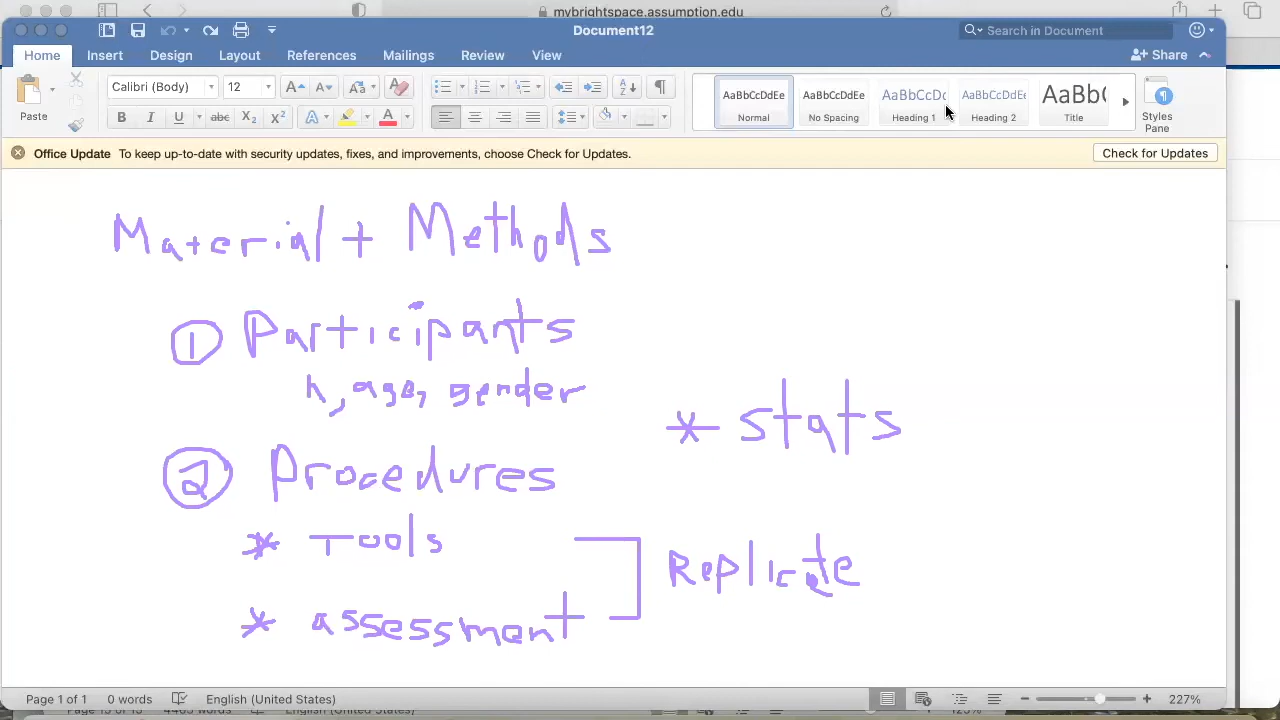 mybrightspace.assumption.edu
Document12
Search in Document
Home Insert Design Layout References Mailings Review View
Share
Paste
Calibri (Body) 12
B I U abc X₂ X²
AaBbCcDdEe AaBbCcDdEe AaBbCcDc AaBbCcDdEe AaBb(
Normal No Spacing Heading 1 Heading 2 Title
Styles Pane
Office Update To keep up-to-date with security updates, fixes, and improvements, choose Check for Updates.
Check for Updates
Material + Methods
① Participants
n, age, gender
* stats
② Procedures
* Tools
Replicate
* assessment
Page 1 of 1 0 words English (United States) 227%